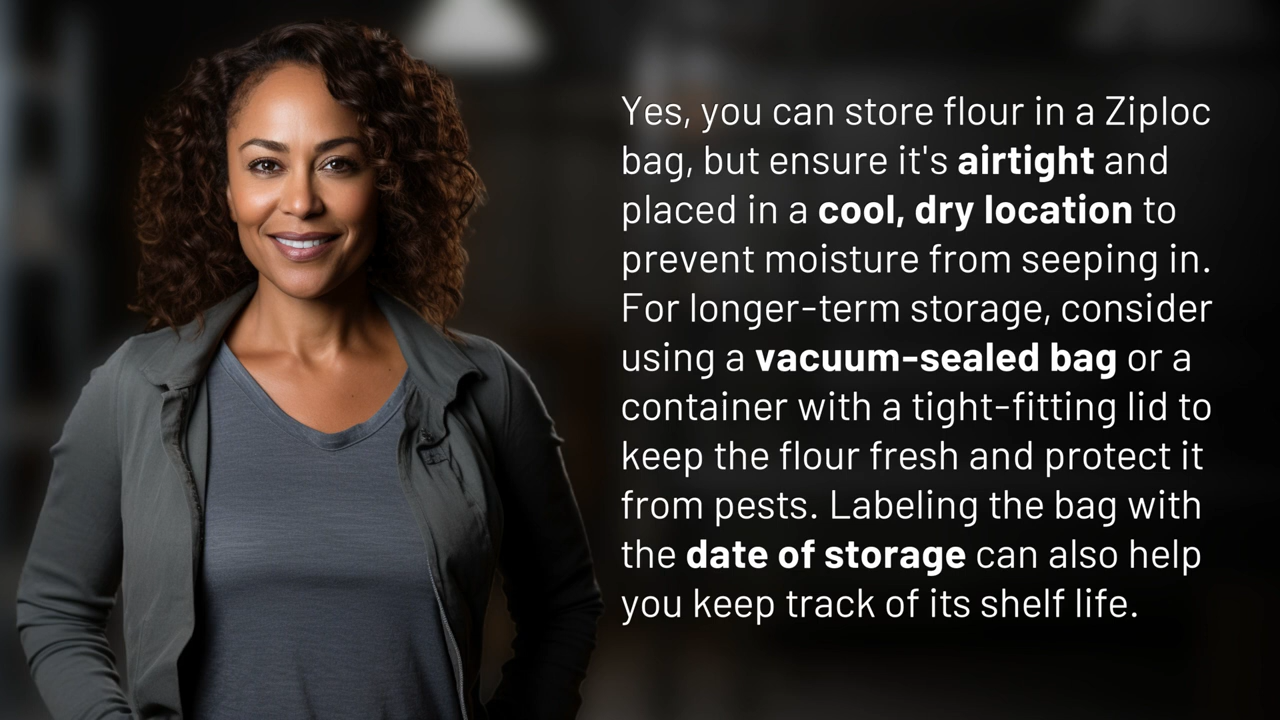 Yes, you can store flour in a Ziploc
bag, but ensure it's airtight and
placed in a cool, dry location to
prevent moisture from seeping in.
For longer-term storage, consider
using a vacuum-sealed bag or a
container with a tight-fitting lid to
keep the flour fresh and protect it
from pests. Labeling the bag with
the date of storage can also help
you keep track of its shelf life.